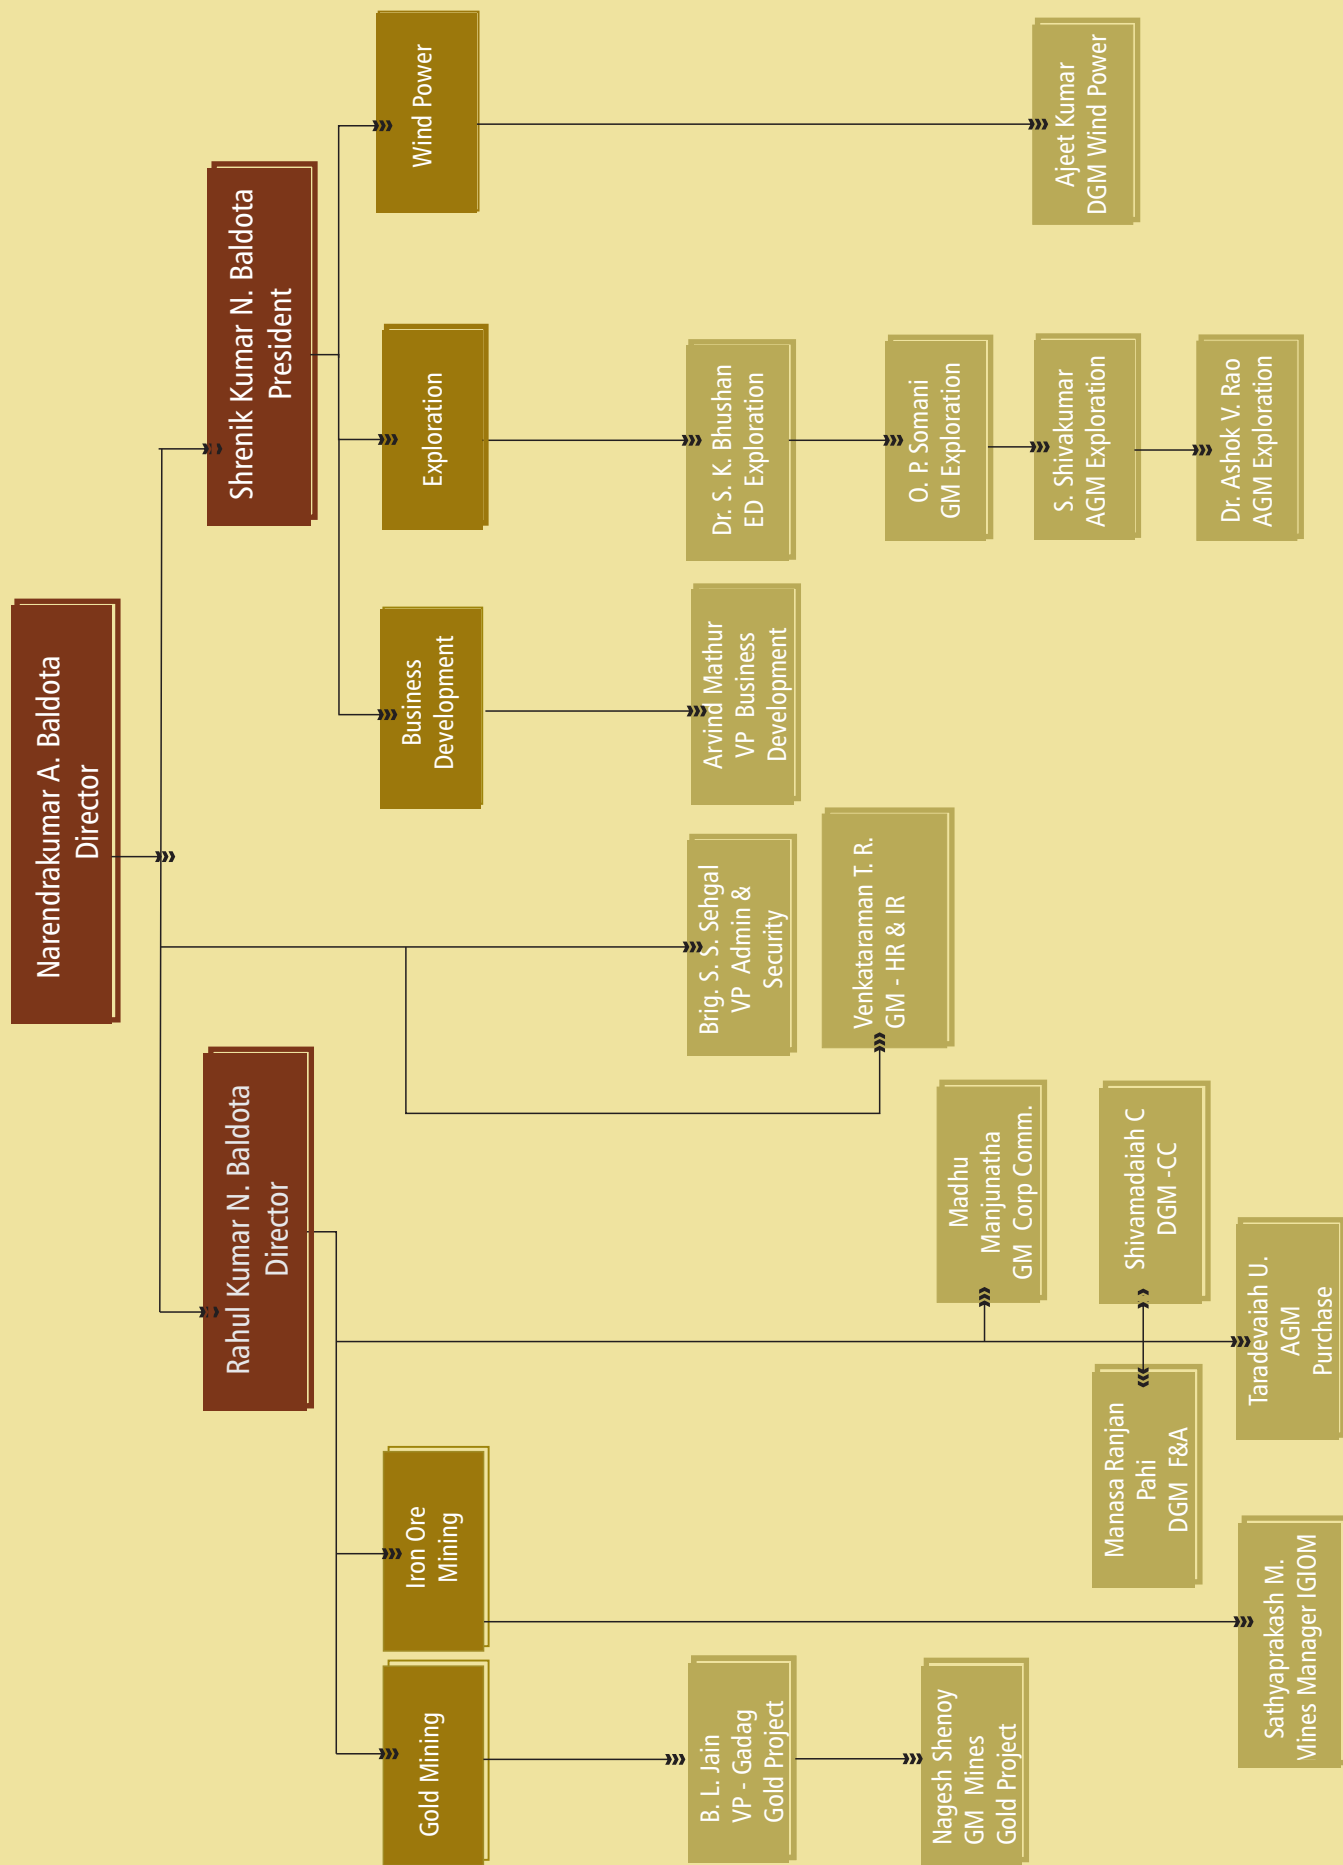 Narendrakumar A. Baldota
Director
Rahul Kumar N. Baldota
Director
Shrenik Kumar N. Baldota
President
Gold Mining
Iron Ore
Mining
Business
Development
Exploration
Wind Power
B. L. Jain
VP - Gadag
Gold Project
Brig. S. S. Sehgal
VP Admin &
Security
Arvind Mathur
VP Business
Development
Dr. S. K. Bhushan
ED Exploration
Venkataraman T. R.
GM - HR & IR
O. P. Somani
GM Exploration
Nagesh Shenoy
GM Mines
Gold Project
Madhu
Manjunatha
GM Corp Comm.
S. Shivakumar
AGM Exploration
Ajeet Kumar
DGM Wind Power
Manasa Ranjan
Pahi
DGM F&A
Shivamadaiah C
DGM -CC
Dr. Ashok V. Rao
AGM Exploration
Sathyaprakash M.
Mines Manager IGIOM
Taradevaiah U.
AGM
Purchase